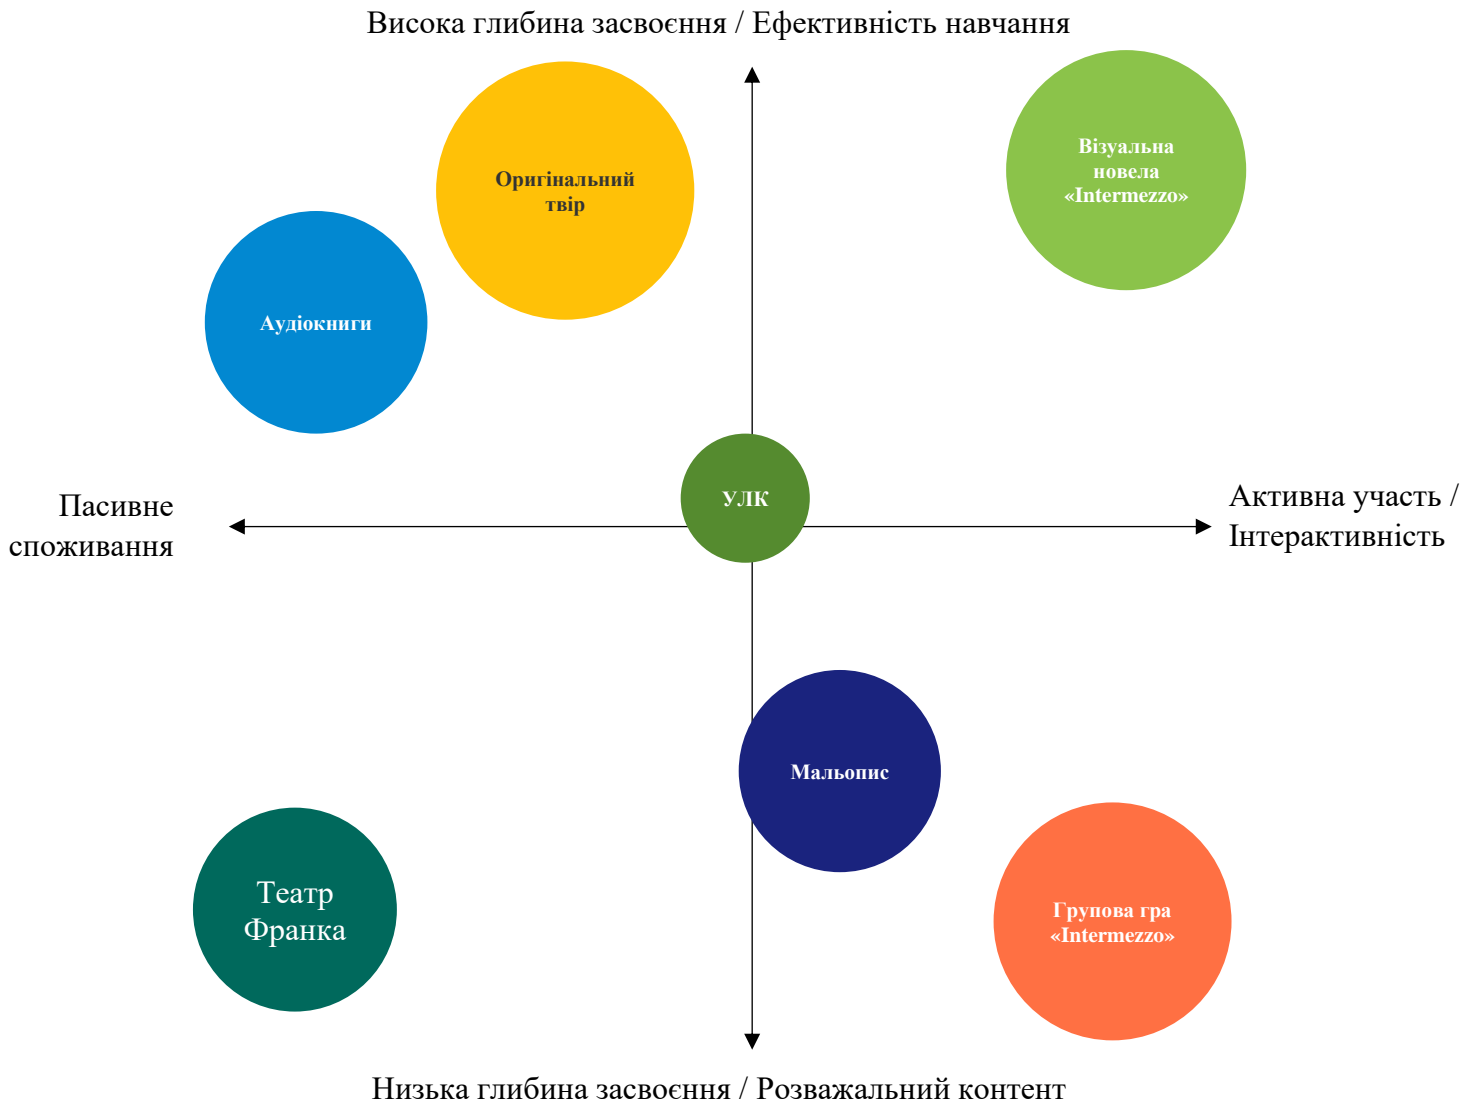 Висока глибина засвоєння / Ефективність навчання
Візуальна
новела
«Intermezzo»
Оригінальний
твір
Аудіокниги
УЛК
Пасивне
споживання
Активна участь /
Інтерактивність
Мальопис
Театр
Франка
Групова гра
«Intermezzo»
Низька глибина засвоєння / Розважальний контент